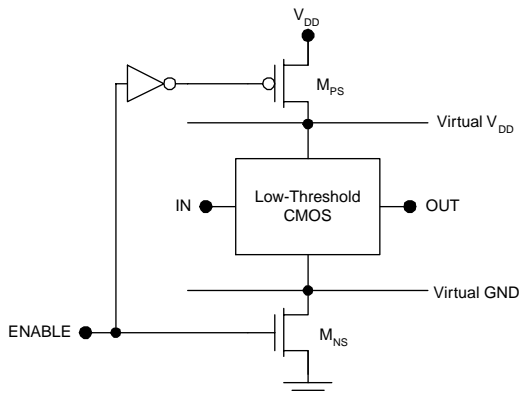 V_DD
M_PS
Virtual V_DD
Low-Threshold
CMOS
IN
OUT
Virtual GND
ENABLE
M_NS